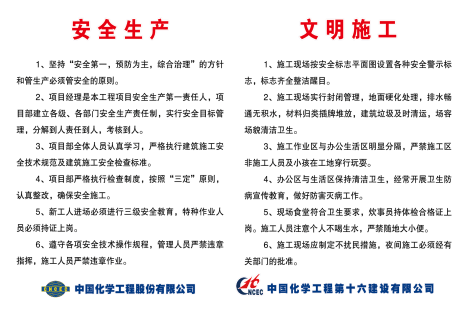 安全生产
1、坚持“安全第一，预防为主，综合治理”的方针
和管生产必须管安全的原则。
2、项目经理是本工程项目安全生产第一责任人，项
目部建立各级、各部门安全生产责任制，实行安全目标管
理，分解到人责任到人，考核到人。
3、项目部全体人员认真学习，严格执行建筑施工安
全技术规范及建筑施工安全检查标准。
4、项目部严格执行检查制度，按照“三定”原则，
认真整改，确保安全施工。
5、新工人进场必须进行三级安全教育，特种作业人
员必须持证上岗。
6、遵守各项安全技术操作规程，管理人员严禁违章
指挥，施工人员严禁违章作业。
CNCEC
中国化学工程股份有限公司
文明施工
1、施工现场按安全标志平面图设置各种安全警示标
志，标志齐全整洁醒目。
2、施工现场实行封闭管理，地面硬化处理，排水畅
通无积水，材料归类插牌堆放，建筑垃圾及时清运，场容
场貌清洁卫生。
3、施工作业区与办公生活区明显分隔，严禁施工区
非施工人员及小孩在工地穿行玩耍。
4、办公区与生活区保持清洁卫生，经常开展卫生防
病宣传教育，做好防害灭病工作。
5、现场食堂符合卫生要求，炊事员持体检合格证上
岗。施工人员注意个人不喝生水，严禁随地大小便。
6、施工现场应制定不扰民措施，夜间施工必须经有
关部门的批准。
CNCEC
中国化学工程第十六建设有限公司